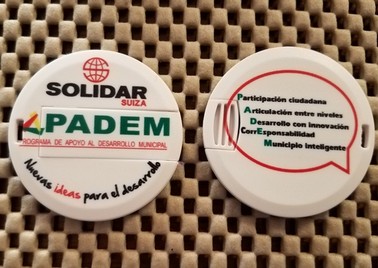 SOLIDAR
SUIZA
PADEM
PROGRAMA DE APOYO AL DESARROLLO MUNICIPAL
Nuevas ideas para el desarrollo
Participación ciudadana
Articulación entre niveles
Desarrollo con innovación
CorrEsponsabilidad
Municipio Inteligente